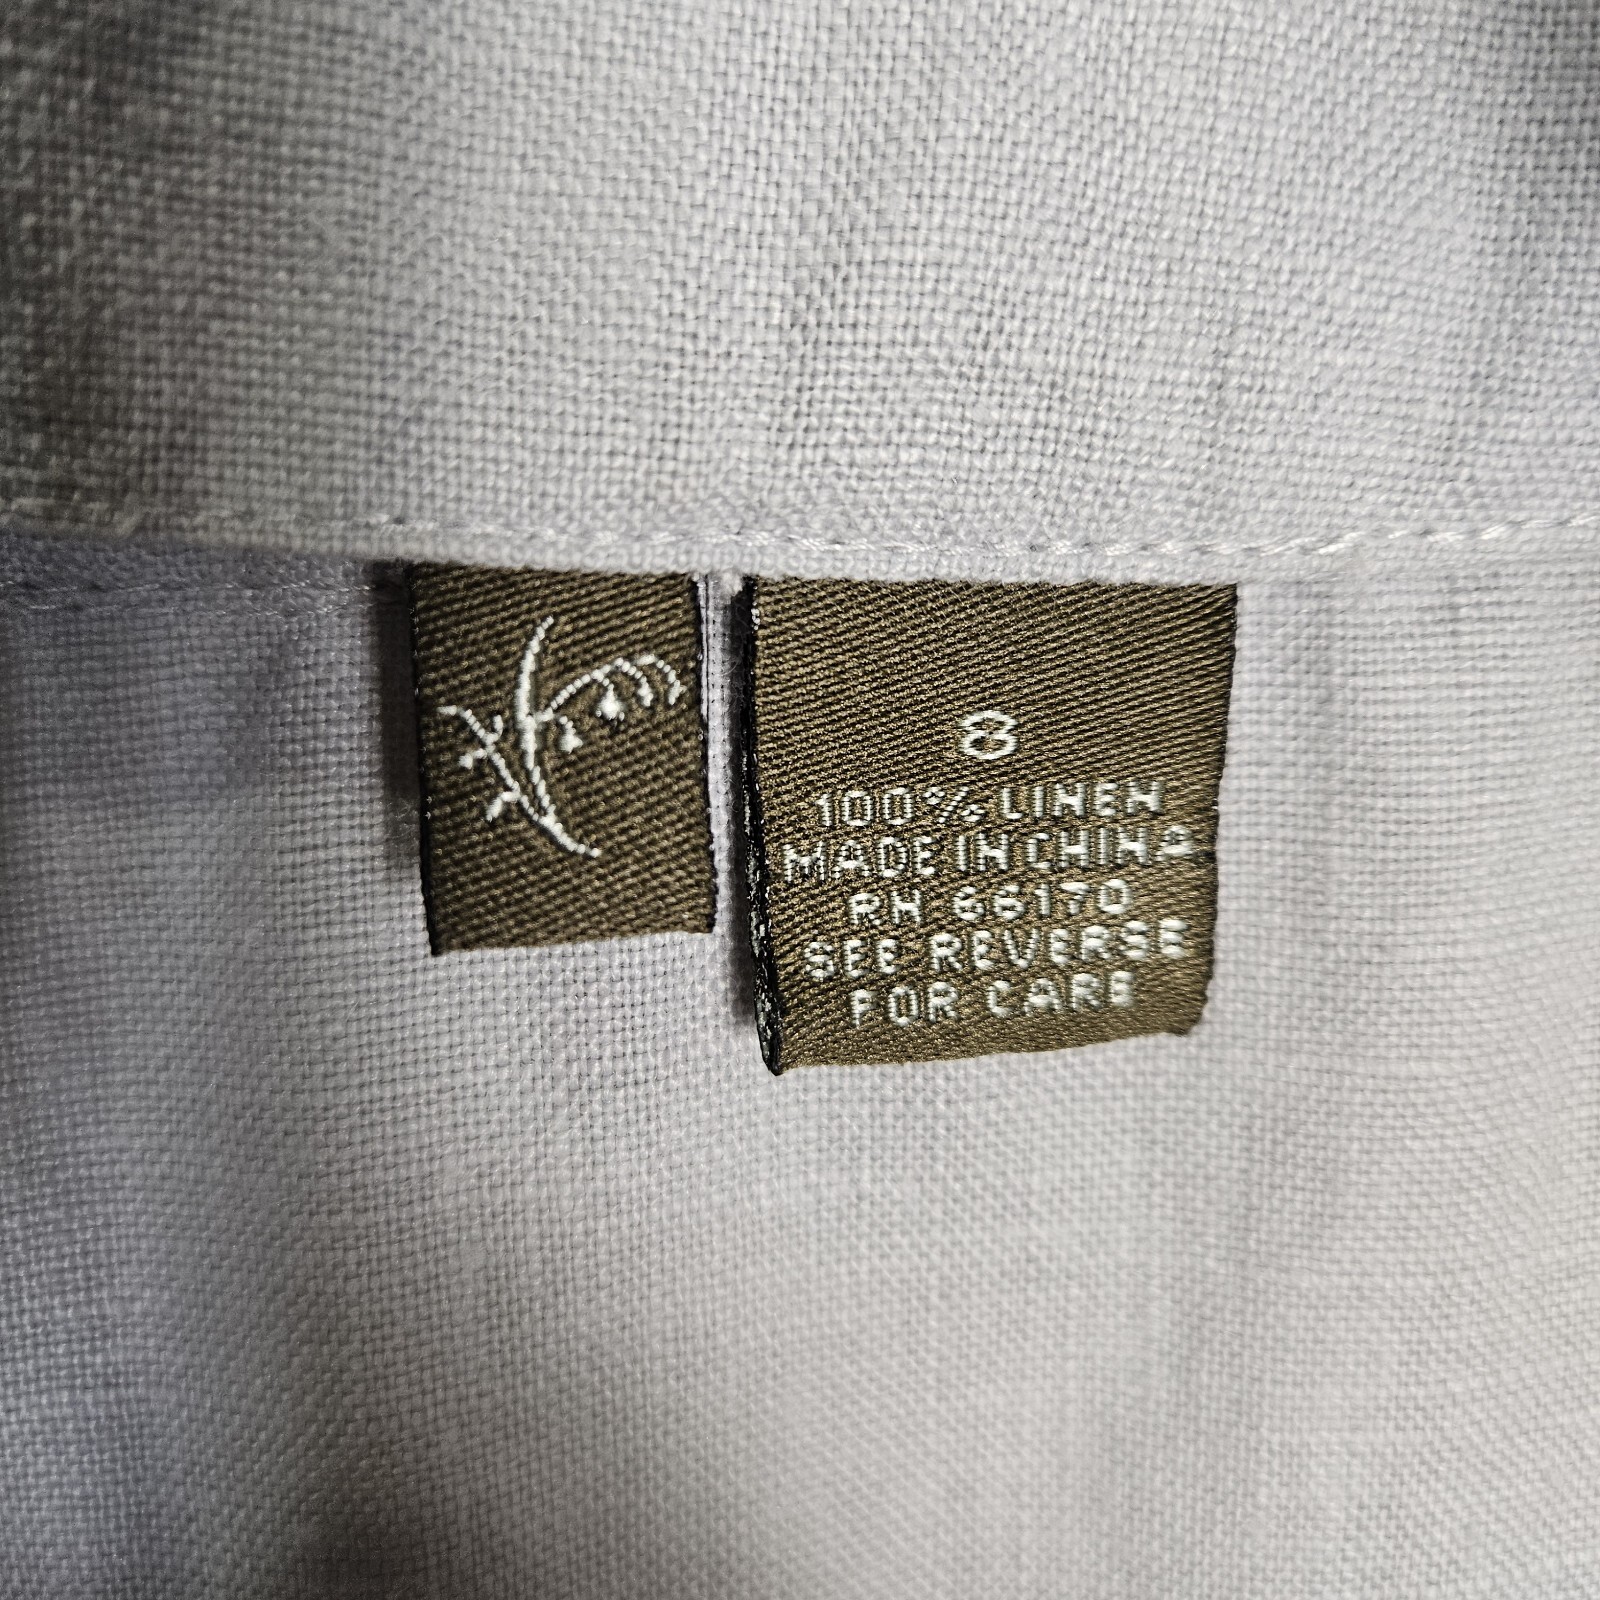 8
100% LINEN
MADE IN CHINA
RN 66170
SEE REVERSE
FOR CARE